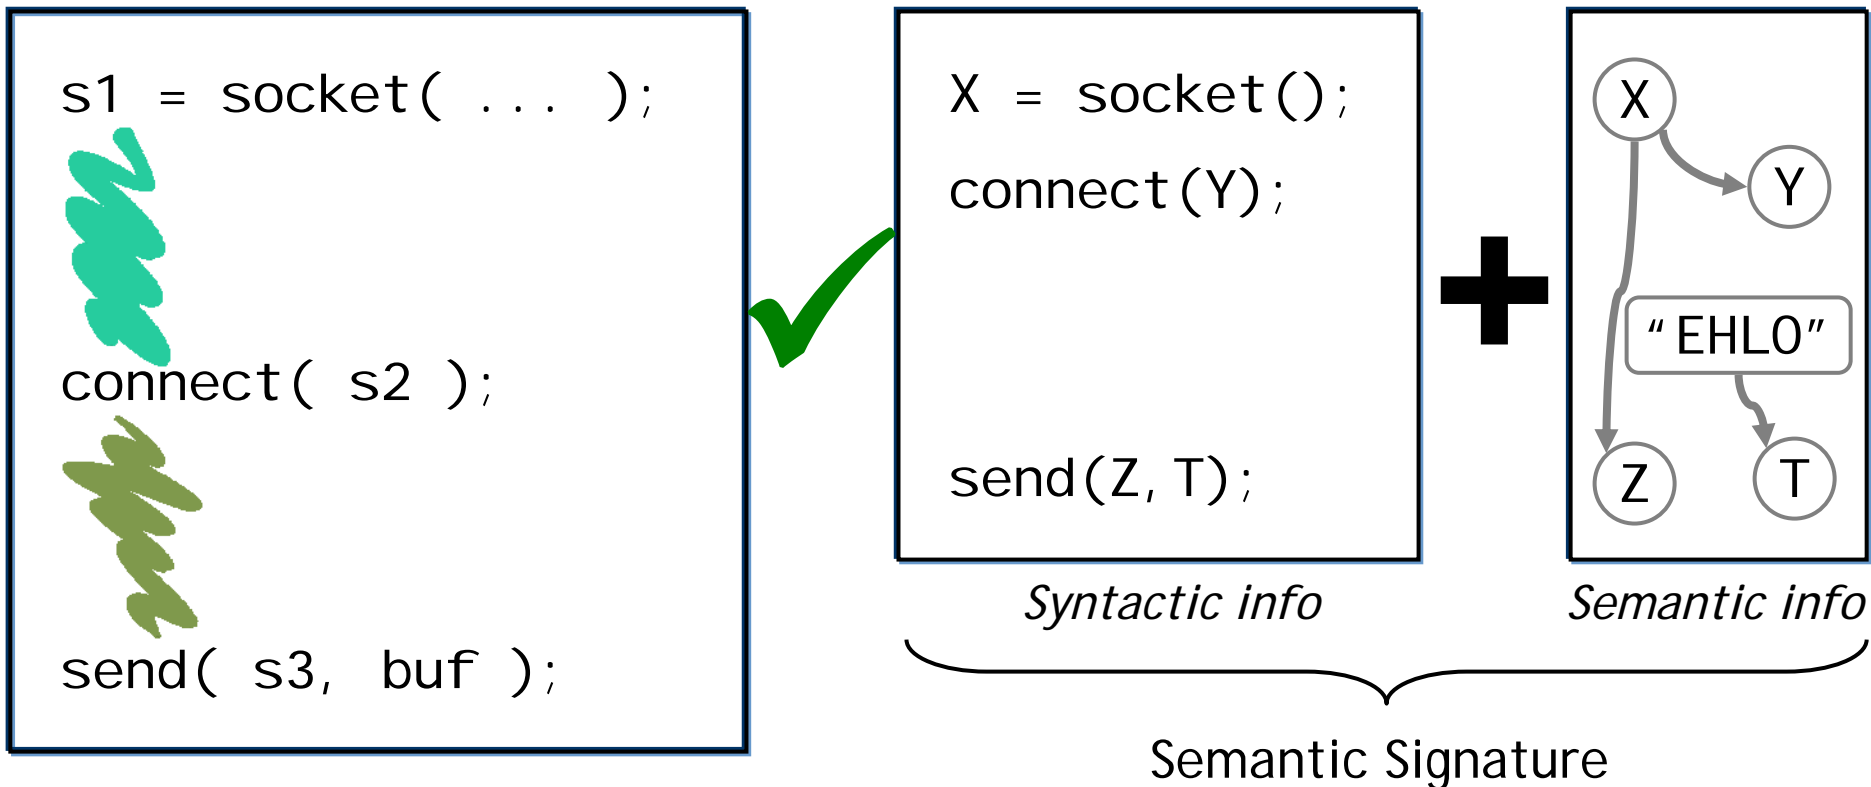 s1 = socket( ... );
connect( s2 );
send( s3, buf );
X = socket();
connect(Y);
send(Z,T);
Syntactic info
X
Y
“EHLO”
Z
T
Semantic info
Semantic Signature